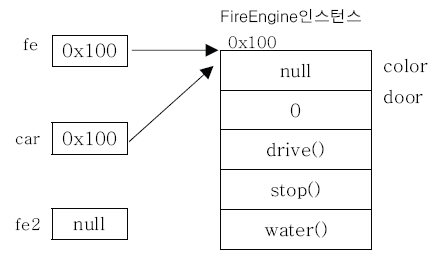 FireEngine인스턴스
fe
0x100
0x100
null
color
0
door
car
0x100
drive()
stop()
fe2
null
water()